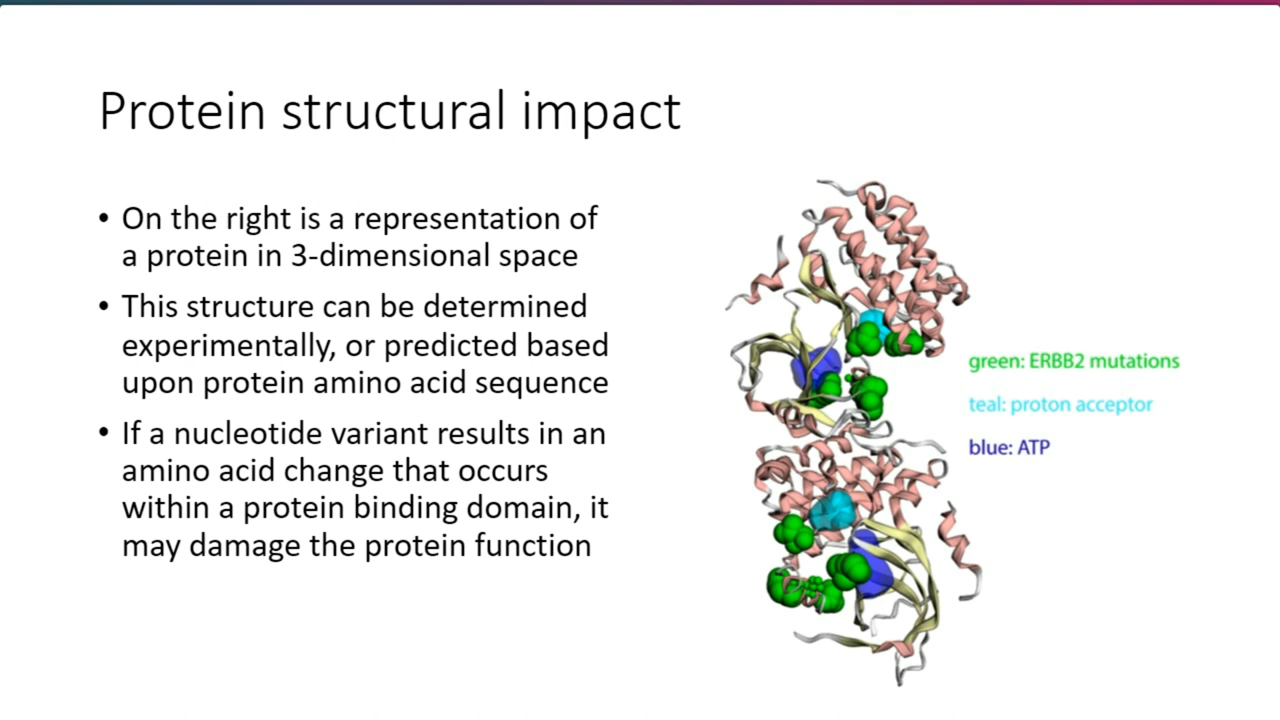 Protein structural impact
• On the right is a representation of
a protein in 3-dimensional space
• This structure can be determined
experimentally, or predicted based
upon protein amino acid sequence
• If a nucleotide variant results in an
amino acid change that occurs
within a protein binding domain, it
may damage the protein function
green: ERBB2 mutations
teal: proton acceptor
blue: ATP